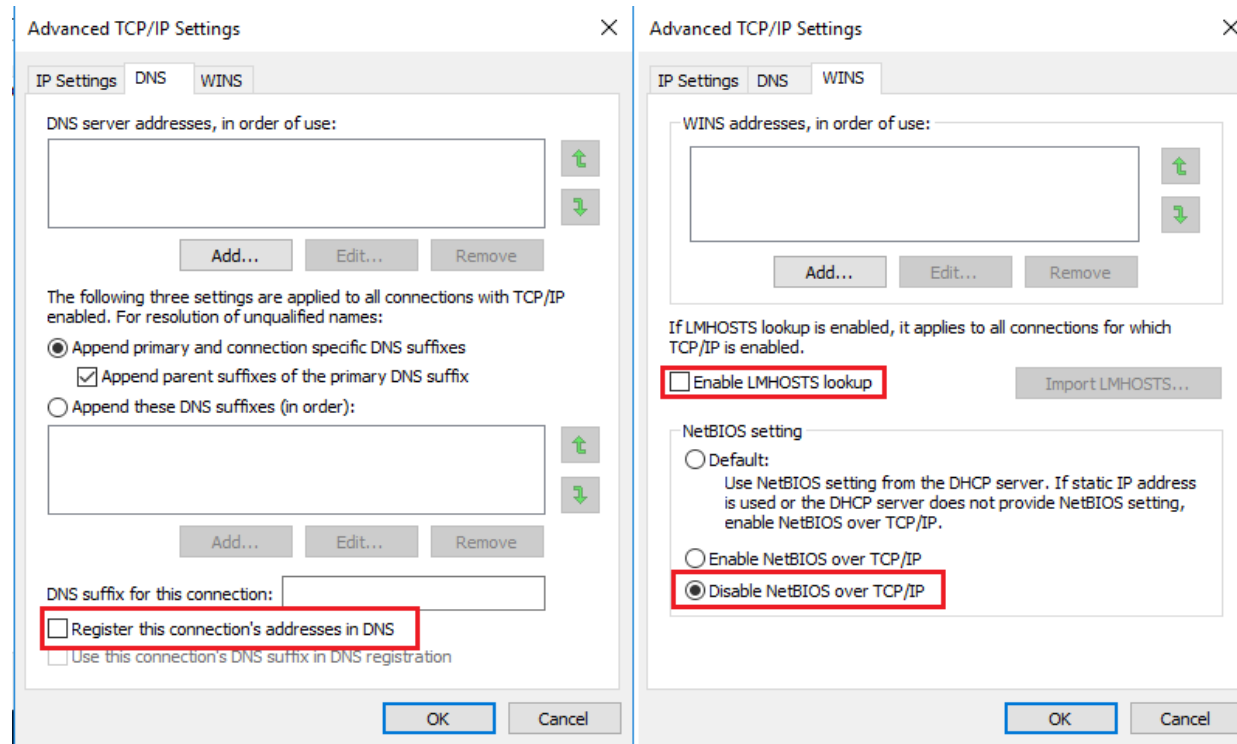 Advanced TCP/IP Settings
IP Settings DNS WINS
DNS server addresses, in order of use:
Add... Edit... Remove
The following three settings are applied to all connections with TCP/IP
enabled. For resolution of unqualified names:
Append primary and connection specific DNS suffixes
Append parent suffixes of the primary DNS suffix
Append these DNS suffixes (in order):
Add... Edit... Remove
DNS suffix for this connection:
Register this connection's addresses in DNS
Use this connection's DNS suffix in DNS registration
OK Cancel
Advanced TCP/IP Settings
IP Settings DNS WINS
WINS addresses, in order of use:
Add... Edit... Remove
If LMHOSTS lookup is enabled, it applies to all connections for which
TCP/IP is enabled.
Enable LMHOSTS lookup Import LMHOSTS...
NetBIOS setting
Default:
Use NetBIOS setting from the DHCP server. If static IP address
is used or the DHCP server does not provide NetBIOS setting,
enable NetBIOS over TCP/IP.
Enable NetBIOS over TCP/IP
Disable NetBIOS over TCP/IP
OK Cancel